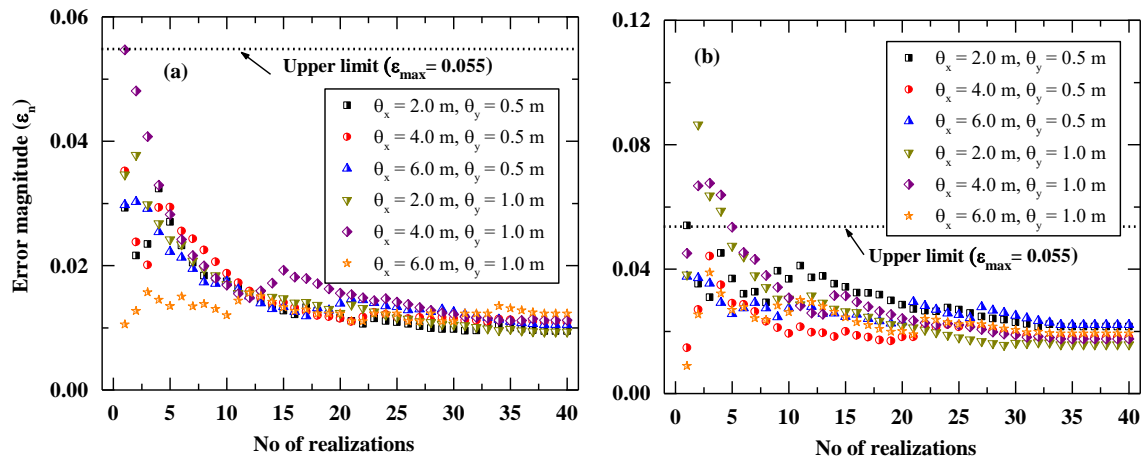 0.06
0.04
0.02
0.00
Error magnitude (εn)
(a)
Upper limit (εmax= 0.055)
θx = 2.0 m, θy = 0.5 m
θx = 4.0 m, θy = 0.5 m
θx = 6.0 m, θy = 0.5 m
θx = 2.0 m, θy = 1.0 m
θx = 4.0 m, θy = 1.0 m
θx = 6.0 m, θy = 1.0 m
0 5 10 15 20 25 30 35 40
No of realizations
0.12
0.08
0.04
0.00
(b)
θx = 2.0 m, θy = 0.5 m
θx = 4.0 m, θy = 0.5 m
θx = 6.0 m, θy = 0.5 m
θx = 2.0 m, θy = 1.0 m
θx = 4.0 m, θy = 1.0 m
θx = 6.0 m, θy = 1.0 m
Upper limit (εmax= 0.055)
0 5 10 15 20 25 30 35 40
No of realizations